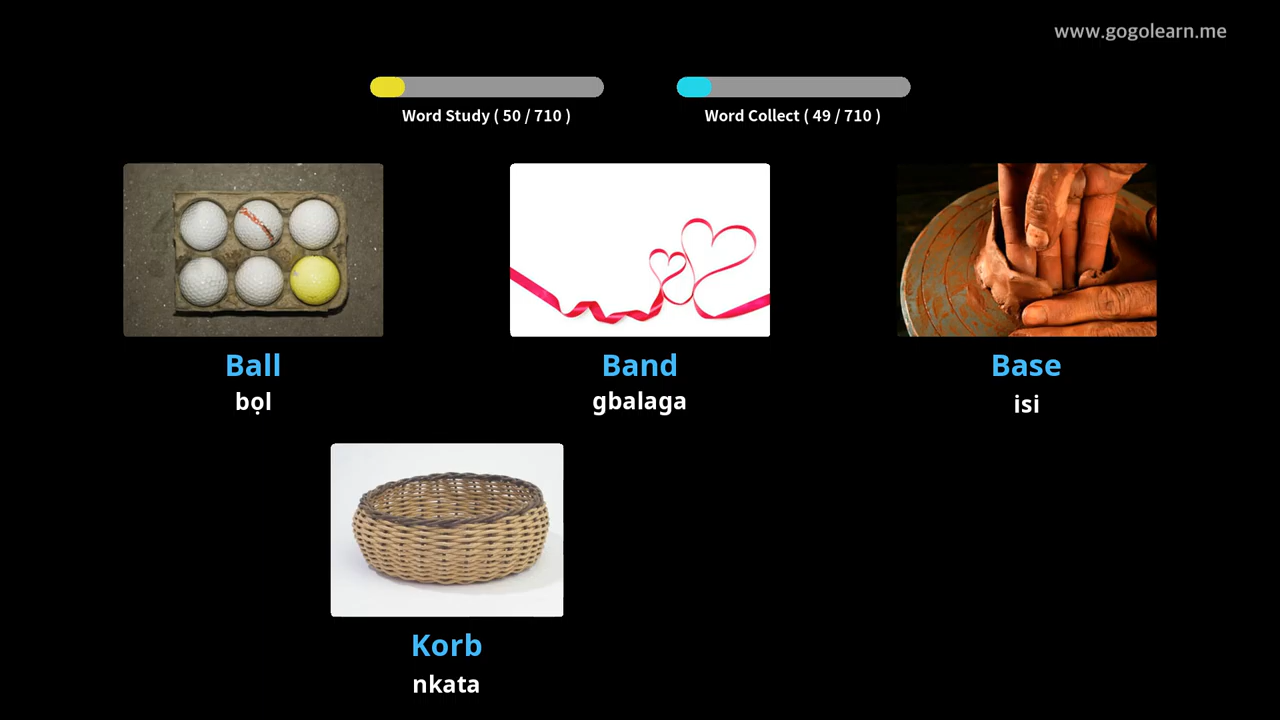 www.gogolearn.me
Word Study ( 50 / 710 )
Word Collect ( 49 / 710 )
Ball
bọl
Band
gbalaga
Base
isi
Korb
nkata